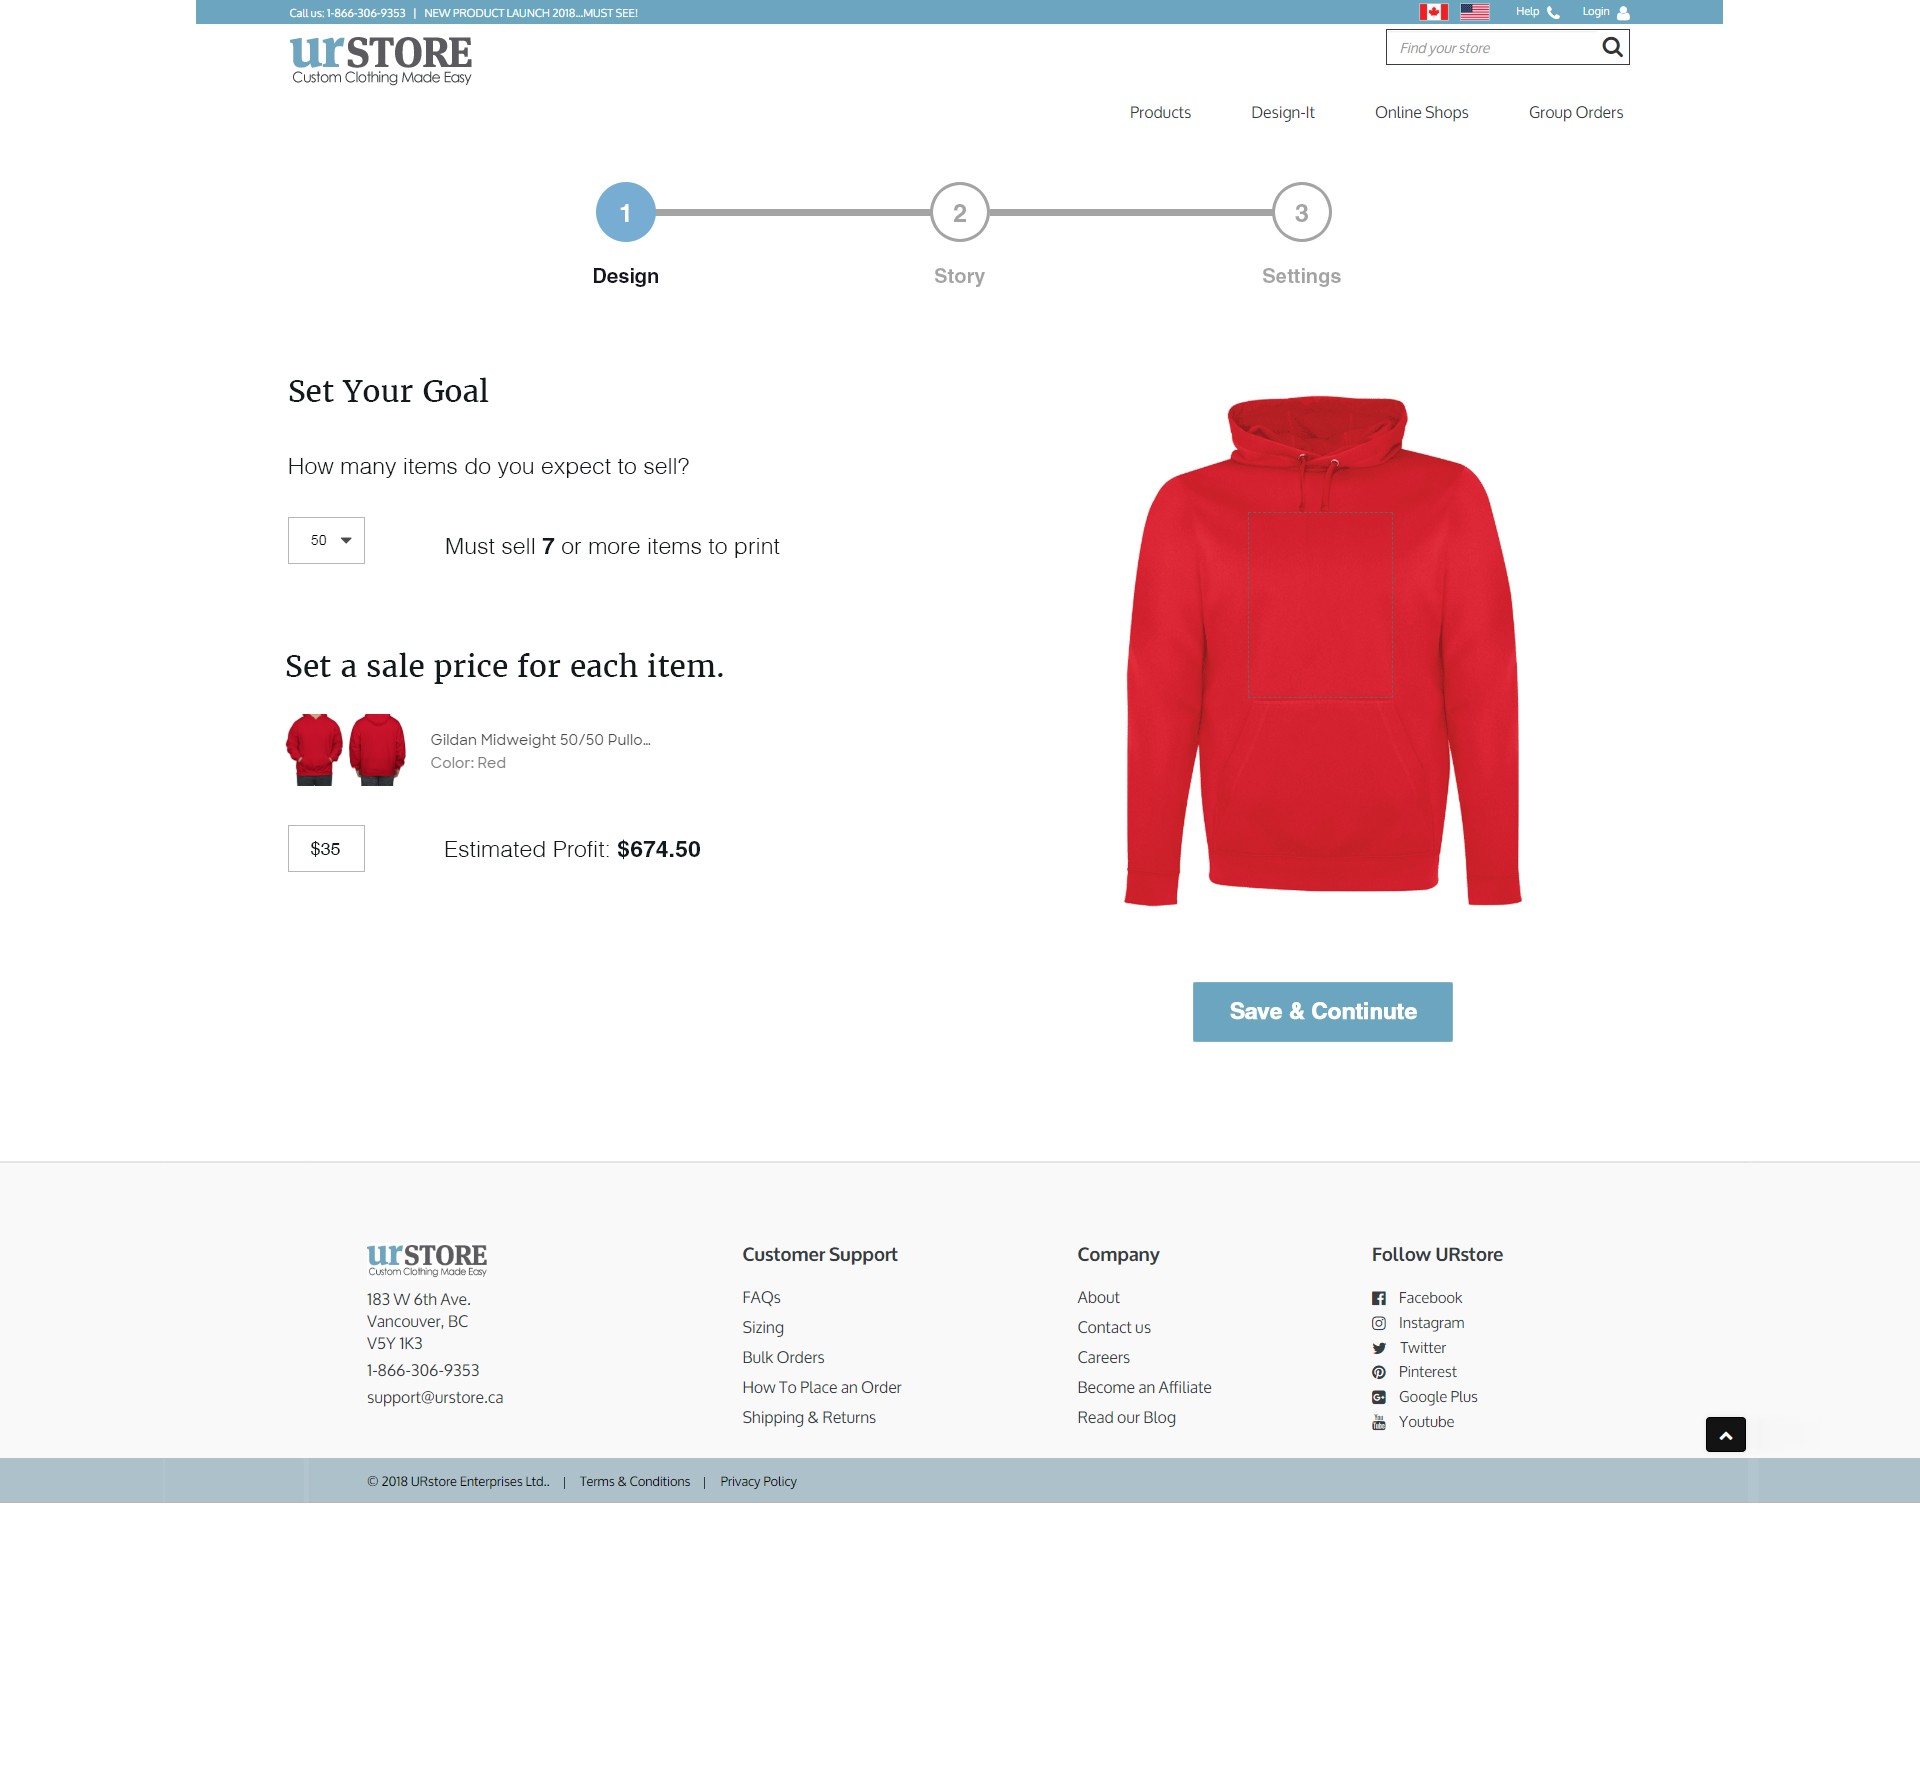 Call us: 1-866-306-9353 | NEW PRODUCT LAUNCH 2018...MUST SEE!
Help
Login
urSTORE
Custom Clothing Made Easy
Find your store
Products
Design-It
Online Shops
Group Orders
1
2
3
Design
Story
Settings
Set Your Goal
How many items do you expect to sell?
50
Must sell 7 or more items to print
Set a sale price for each item.
Gildan Midweight 50/50 Pullo...
Color: Red
$35
Estimated Profit: $674.50
Save & Continute
urSTORE
Custom Clothing Made Easy
183 W 6th Ave.
Vancouver, BC
V5Y 1K3
1-866-306-9353
support@urstore.ca
Customer Support
FAQs
Sizing
Bulk Orders
How To Place an Order
Shipping & Returns
Company
About
Contact us
Careers
Become an Affiliate
Read our Blog
Follow URstore
Facebook
Instagram
Twitter
Pinterest
Google Plus
Youtube
© 2018 URstore Enterprises Ltd.. | Terms & Conditions | Privacy Policy